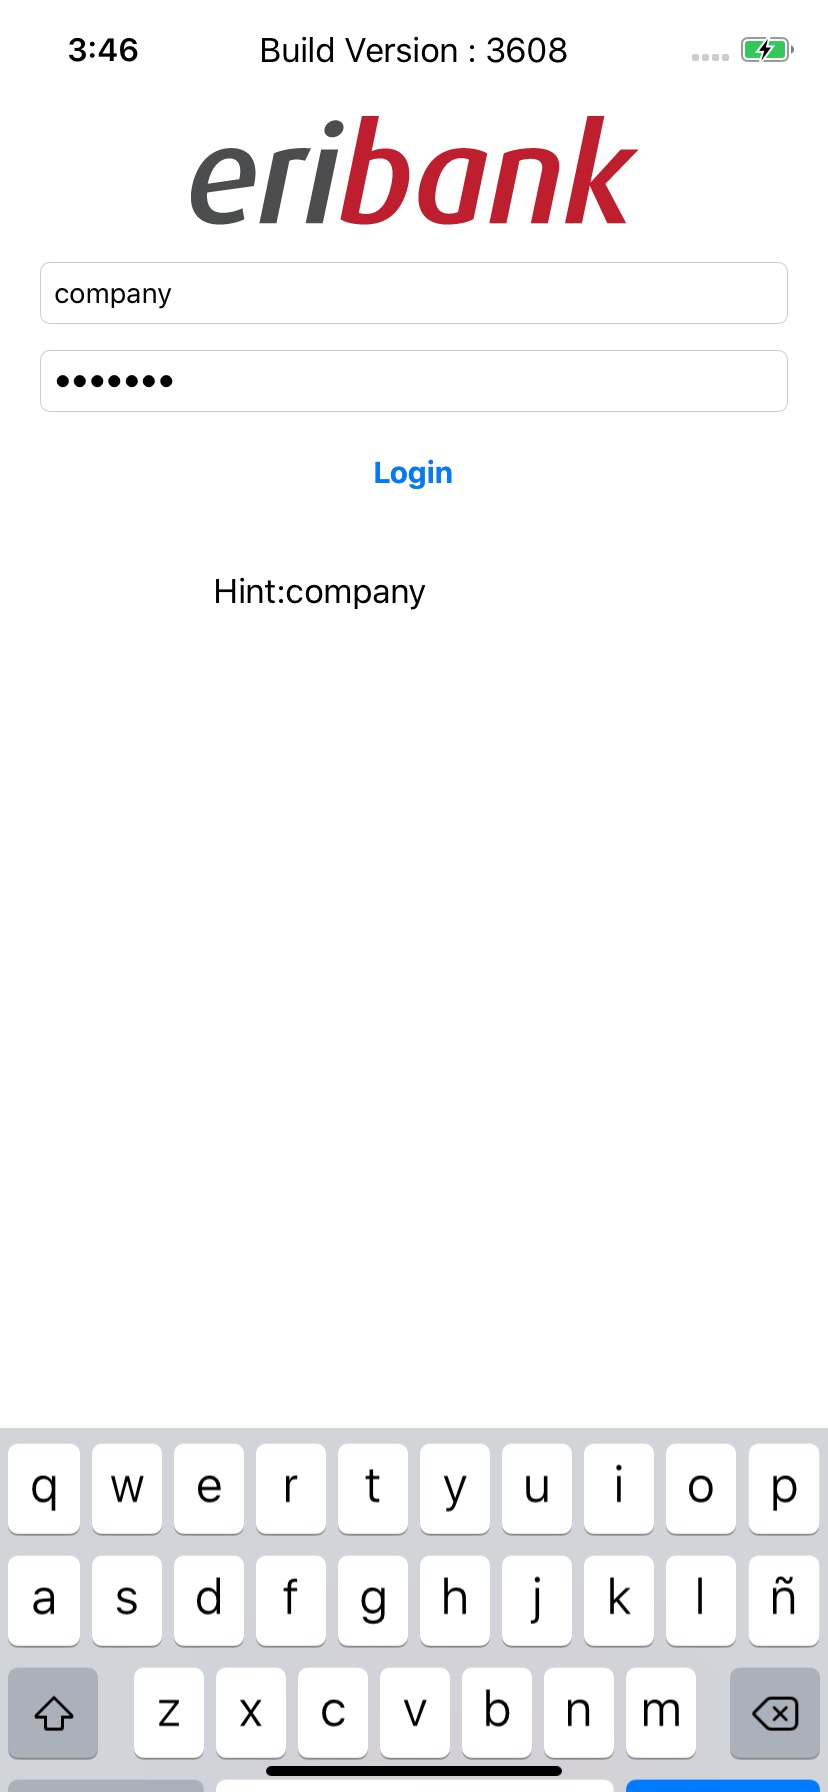 3:46 Build Version : 3608
eribank
company
•••••••
Login
Hint:company
q w e r t y u i o p
a s d f g h j k l ñ
z x c v b n m